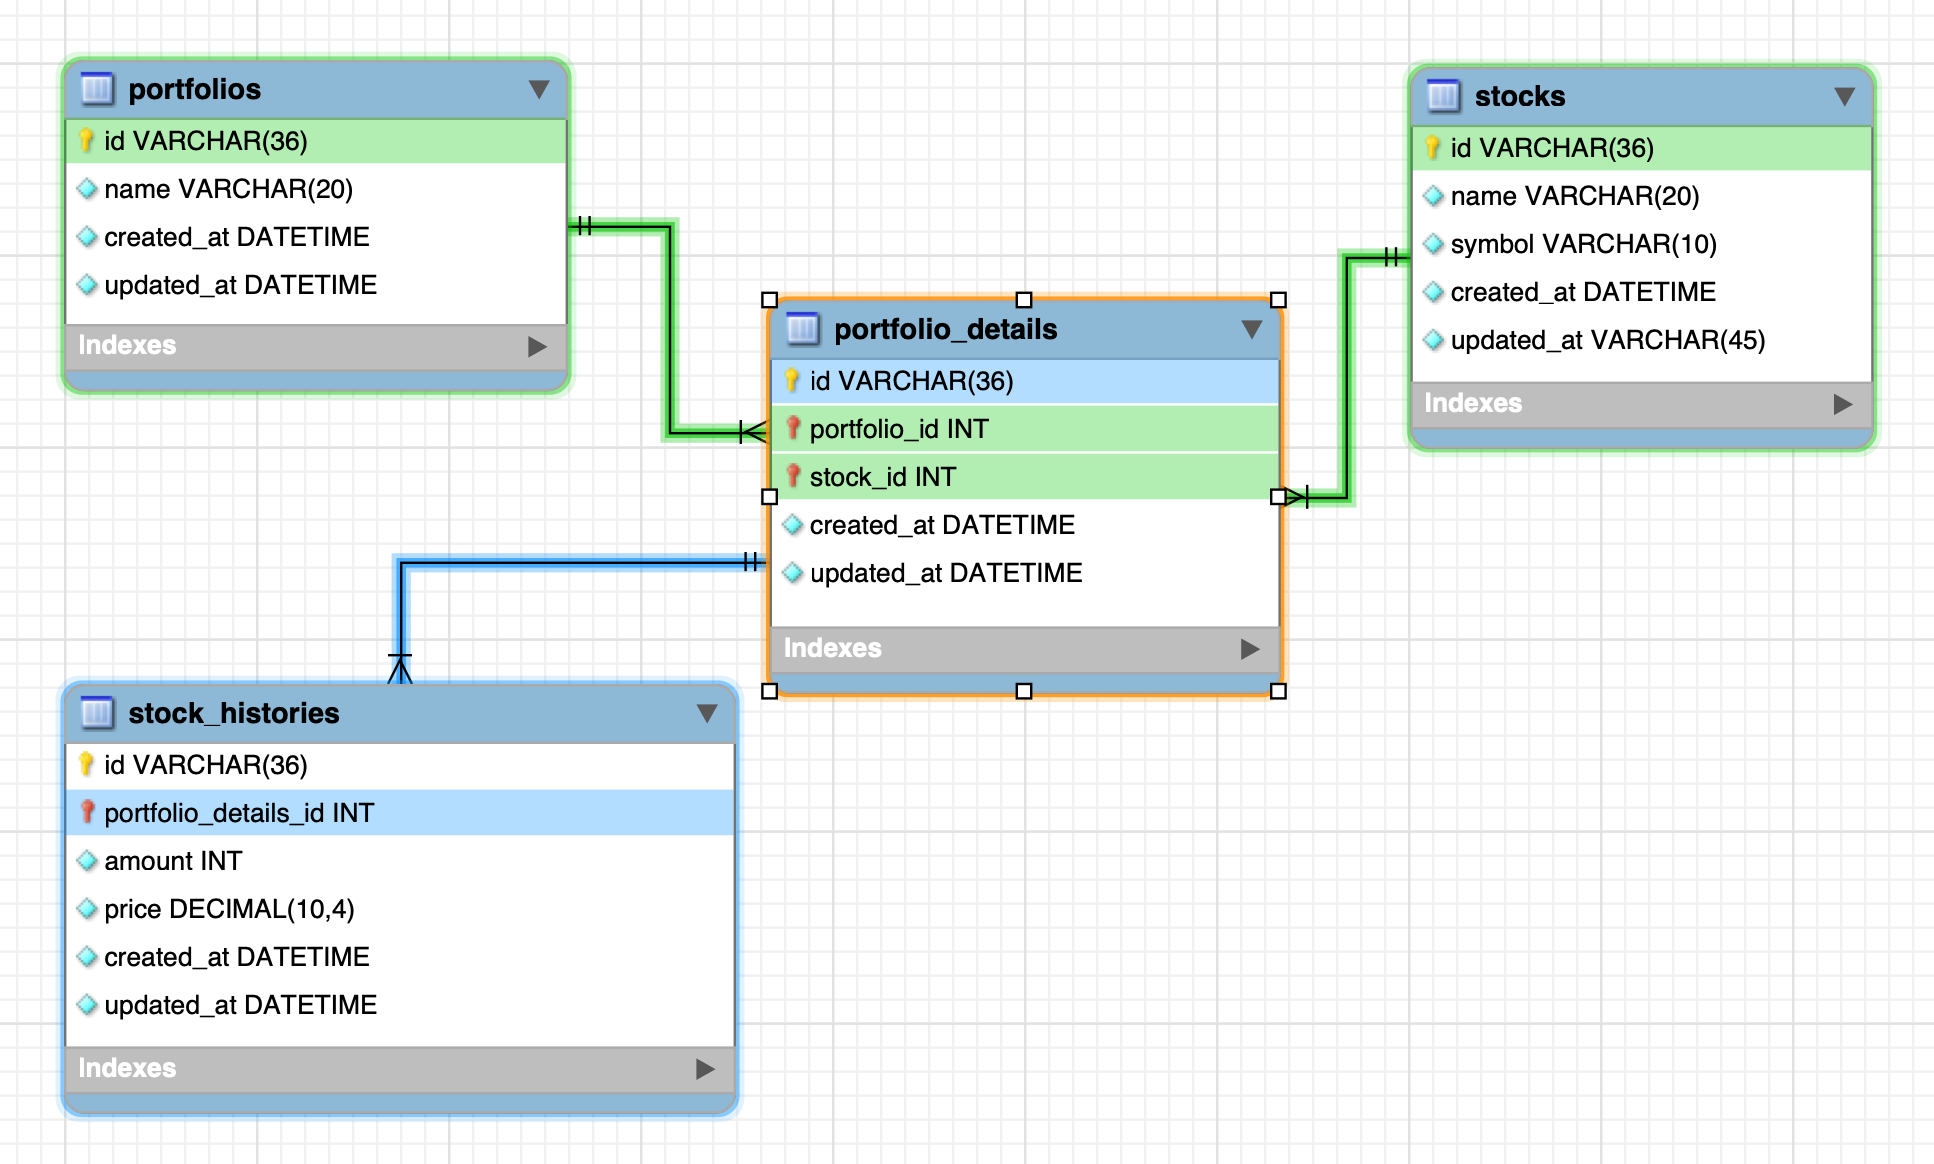 portfolios
id VARCHAR(36)
name VARCHAR(20)
created_at DATETIME
updated_at DATETIME
Indexes
stocks
id VARCHAR(36)
name VARCHAR(20)
symbol VARCHAR(10)
created_at DATETIME
updated_at VARCHAR(45)
Indexes
portfolio_details
id VARCHAR(36)
portfolio_id INT
stock_id INT
created_at DATETIME
updated_at DATETIME
Indexes
stock_histories
id VARCHAR(36)
portfolio_details_id INT
amount INT
price DECIMAL(10,4)
created_at DATETIME
updated_at DATETIME
Indexes